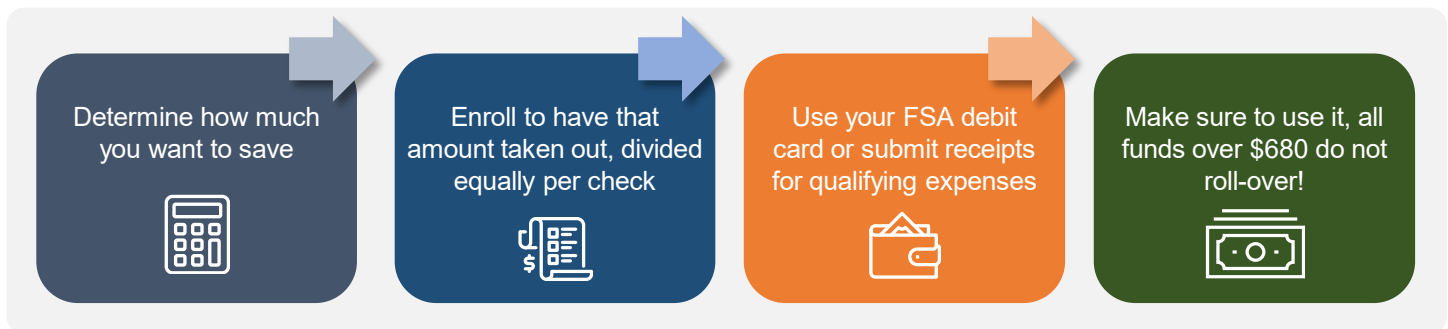 Determine how much
you want to save
Enroll to have that
amount taken out, divided
equally per check
$
Use your FSA debit
card or submit receipts
for qualifying expenses
Make sure to use it, all
funds over $680 do not
roll-over!